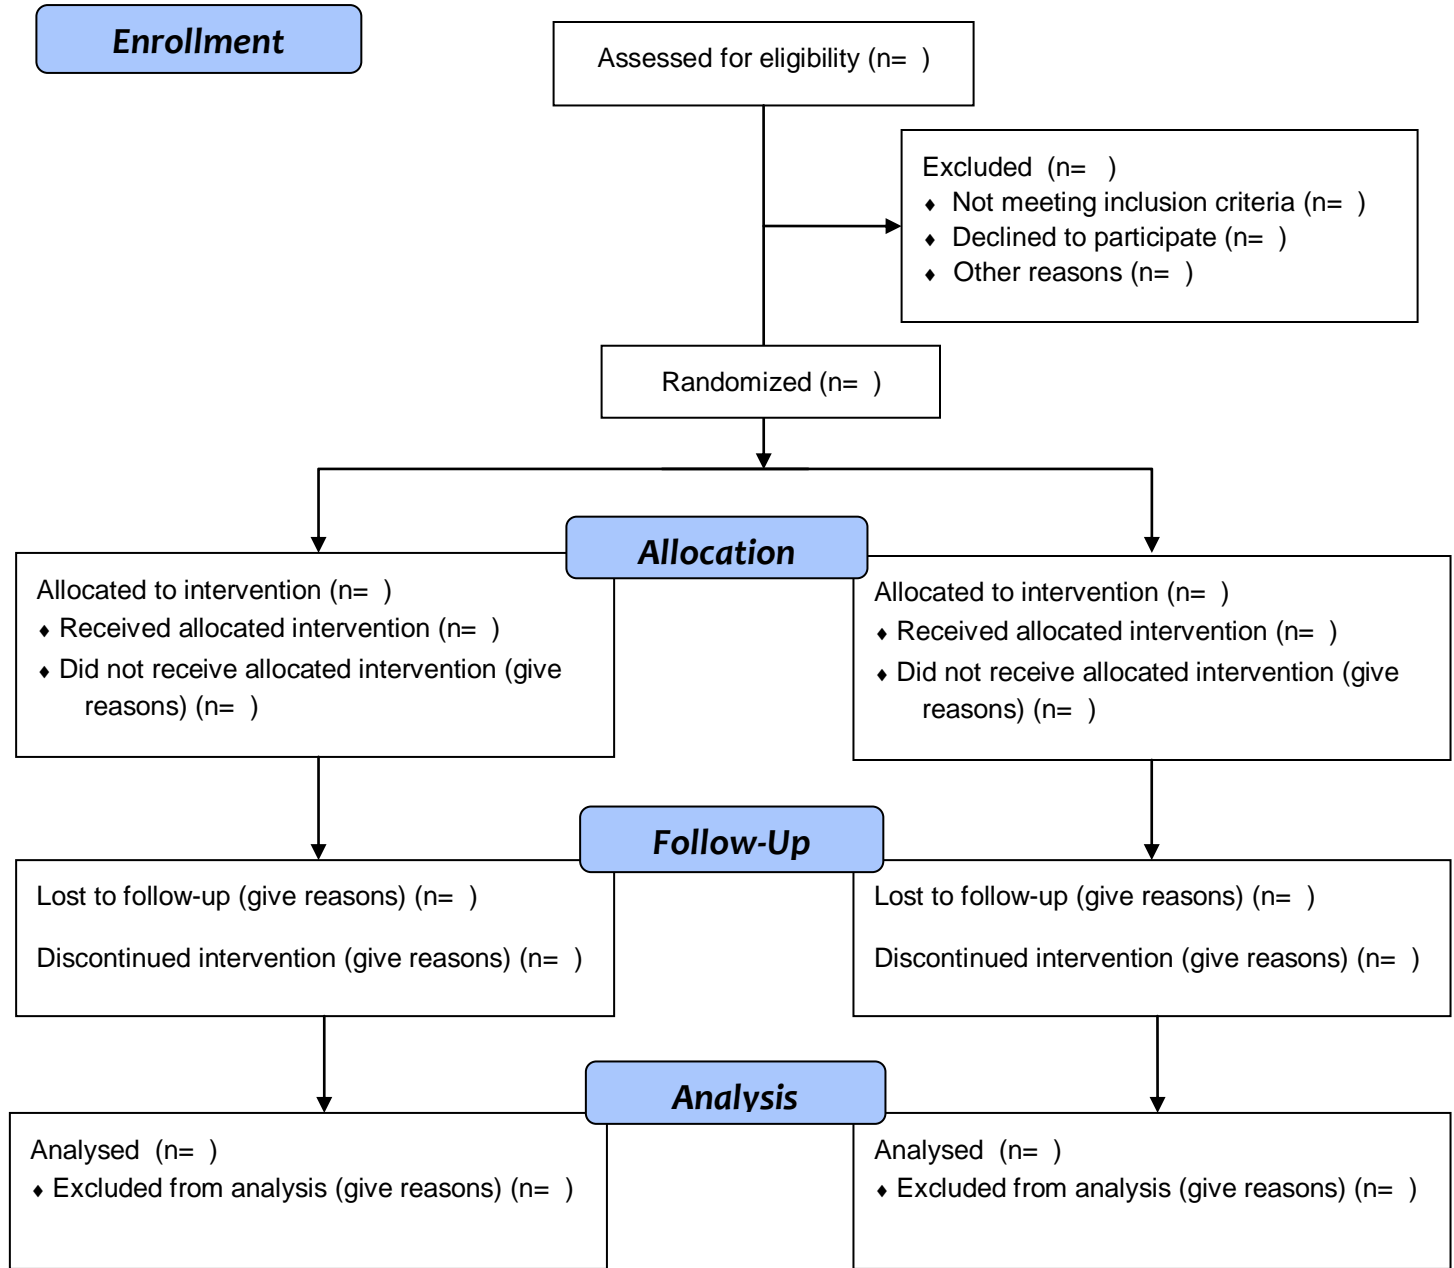 Enrollment
Assessed for eligibility (n=  )
Excluded  (n=   )
♦ Not meeting inclusion criteria (n=  )
♦ Declined to participate (n=  )
♦ Other reasons (n=  )
Randomized (n=  )
Allocation
Allocated to intervention (n=  )
♦ Received allocated intervention (n=  )
♦ Did not receive allocated intervention (give
reasons) (n=  )
Allocated to intervention (n=  )
♦ Received allocated intervention (n=  )
♦ Did not receive allocated intervention (give
reasons) (n=  )
Follow-Up
Lost to follow-up (give reasons) (n=  )
Discontinued intervention (give reasons) (n=  )
Lost to follow-up (give reasons) (n=  )
Discontinued intervention (give reasons) (n=  )
Analysis
Analysed  (n=  )
♦ Excluded from analysis (give reasons) (n=  )
Analysed  (n=  )
♦ Excluded from analysis (give reasons) (n=  )